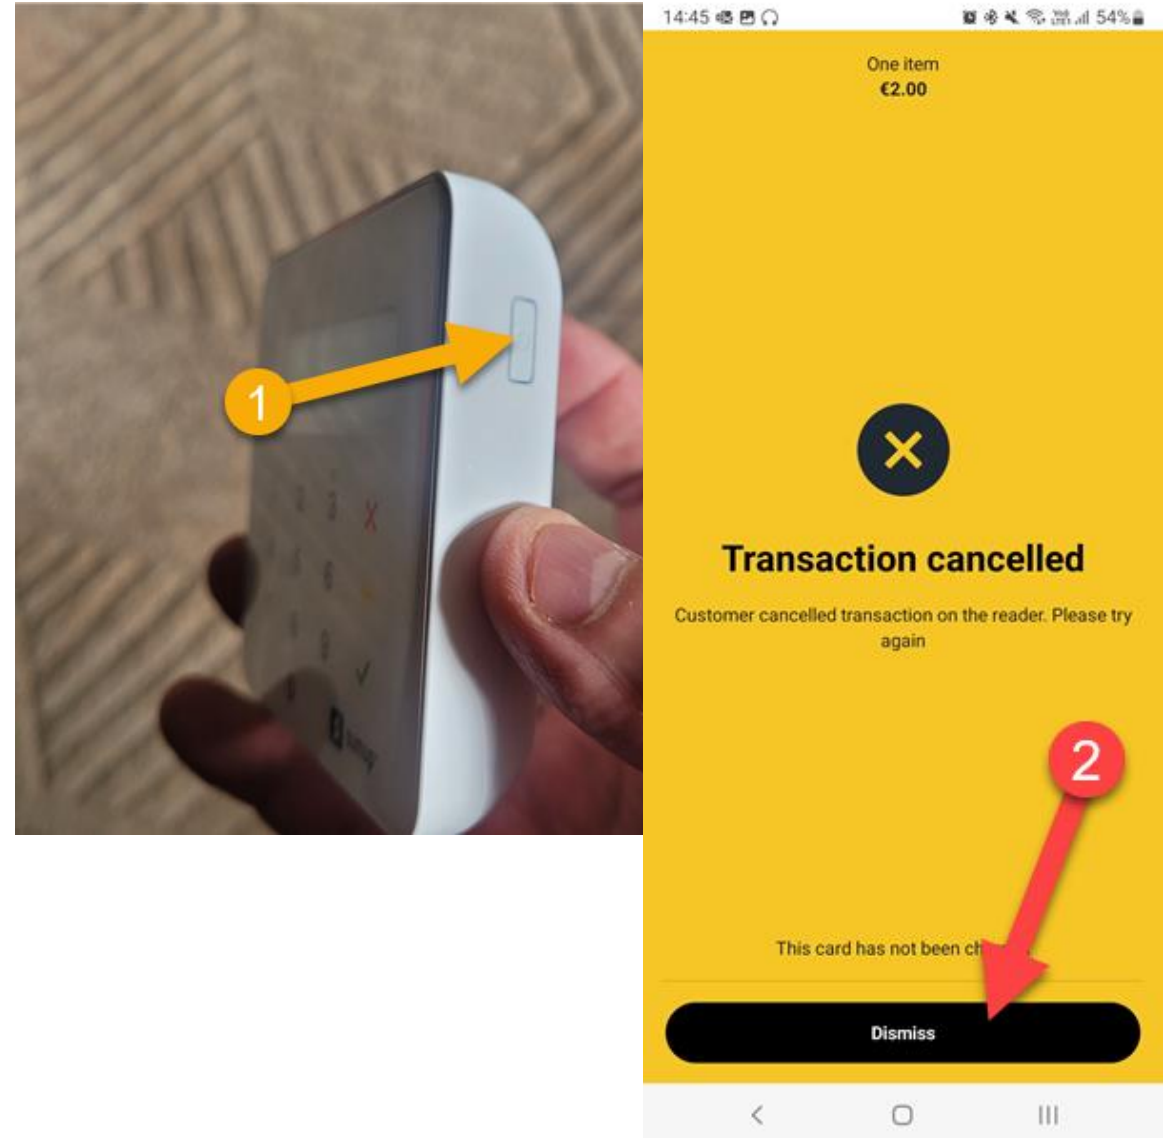 1
sumup
14:45
54%
One item
€2.00
Transaction cancelled
Customer cancelled transaction on the reader. Please try
again
2
This card has not been
Dismiss